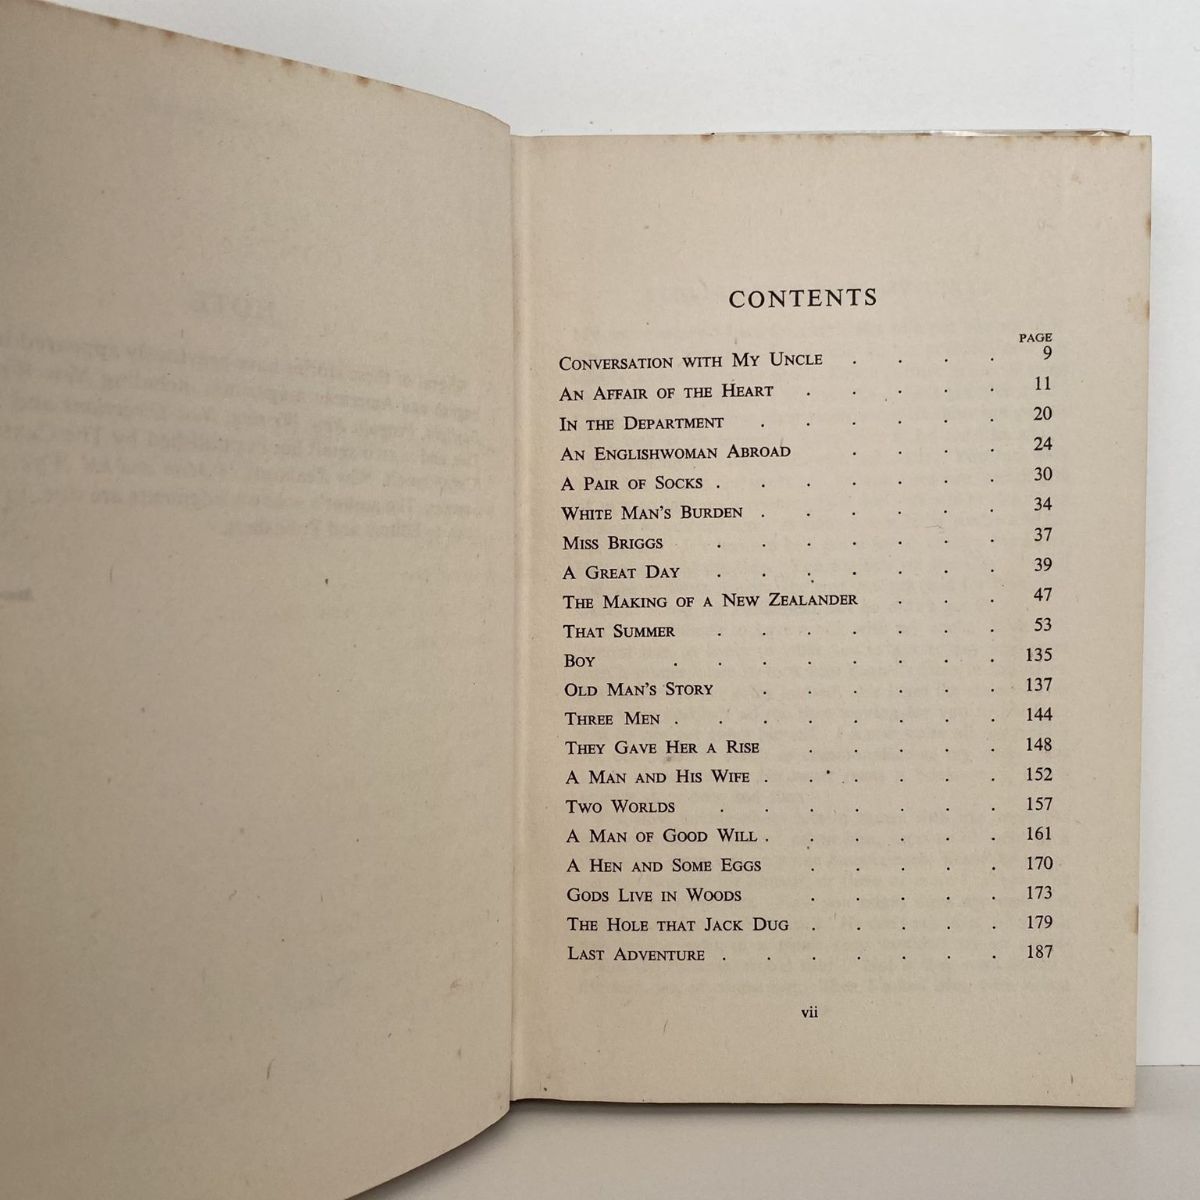 CONTENTS
PAGE
CONVERSATION WITH MY UNCLE . . . . 9
AN AFFAIR OF THE HEART . . . . . 11
IN THE DEPARTMENT . . . . . . 20
AN ENGLISHWOMAN ABROAD . . . . 24
A PAIR OF SOCKS . . . . . . . 30
WHITE MAN'S BURDEN . . . . . . 34
MISS BRIGGS . . . . . . . 37
A GREAT DAY . . . . . . . 39
THE MAKING OF A NEW ZEALANDER . . . 47
THAT SUMMER . . . . . . . 53
BOY . . . . . . . . 135
OLD MAN'S STORY . . . . . . 137
THREE MEN . . . . . . . . 144
THEY GAVE HER A RISE . . . . . 148
A MAN AND HIS WIFE . . . . . . 152
TWO WORLDS . . . . . . . 157
A MAN OF GOOD WILL . . . . . . 161
A HEN AND SOME EGGS . . . . . 170
GODS LIVE IN WOODS . . . . . 173
THE HOLE THAT JACK DUG . . . . . 179
LAST ADVENTURE . . . . . . . 187
vii